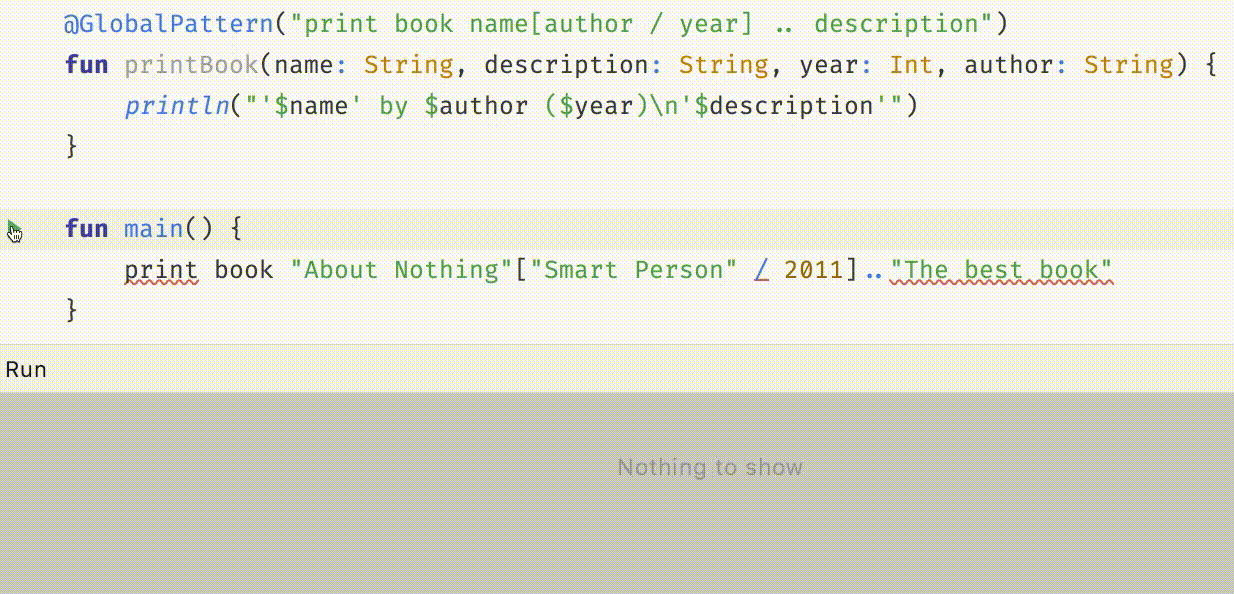 @GlobalPattern("print book name[author / year] .. description")
fun printBook(name: String, description: String, year: Int, author: String) {
println("'$name' by $author ($year)\n'$description'")
}
fun main() {
print book "About Nothing"["Smart Person" / 2011].."The best book"
}
Run
Nothing to show